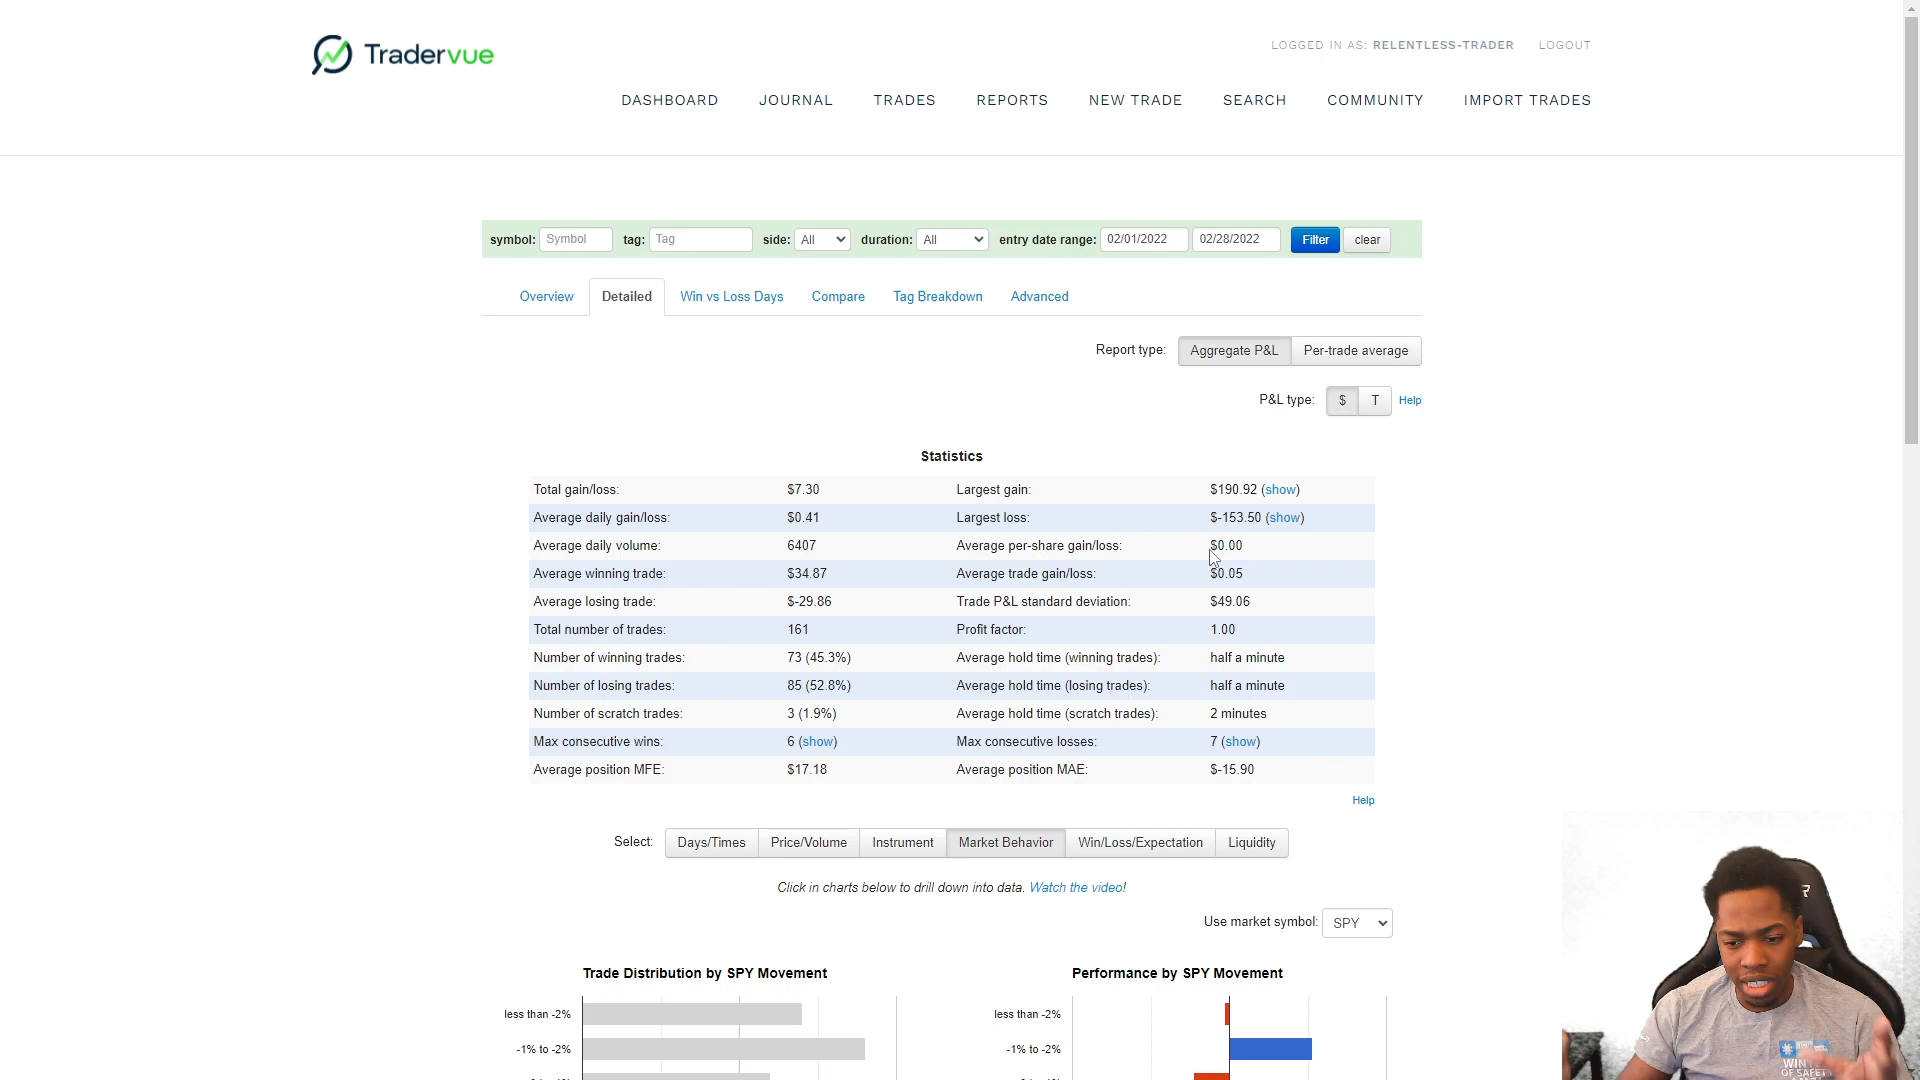 Tradervue
LOGGED IN AS: RELENTLESS-TRADER LOGOUT
DASHBOARD JOURNAL TRADES REPORTS NEW TRADE SEARCH COMMUNITY IMPORT TRADES
symbol: Symbol tag: Tag side: All duration: All entry date range: 02/01/2022 02/28/2022 Filter clear
Overview Detailed Win vs Loss Days Compare Tag Breakdown Advanced
Report type: Aggregate P&L Per-trade average
P&L type: $ T Help
Statistics
Total gain/loss: $7.30 Largest gain: $190.92 (show)
Average daily gain/loss: $0.41 Largest loss: $-153.50 (show)
Average daily volume: 6407 Average per-share gain/loss: $0.00
Average winning trade: $34.87 Average trade gain/loss: $0.05
Average losing trade: $-29.86 Trade P&L standard deviation: $49.06
Total number of trades: 161 Profit factor: 1.00
Number of winning trades: 73 (45.3%) Average hold time (winning trades): half a minute
Number of losing trades: 85 (52.8%) Average hold time (losing trades): half a minute
Number of scratch trades: 3 (1.9%) Average hold time (scratch trades): 2 minutes
Max consecutive wins: 6 (show) Max consecutive losses: 7 (show)
Average position MFE: $17.18 Average position MAE: $-15.90
Help
Select: Days/Times Price/Volume Instrument Market Behavior Win/Loss/Expectation Liquidity
Click in charts below to drill down into data. Watch the video!
Use market symbol: SPY
Trade Distribution by SPY Movement Performance by SPY Movement
less than -2% less than -2%
-1% to -2% -1% to -2%
WIN
OF SAFETY